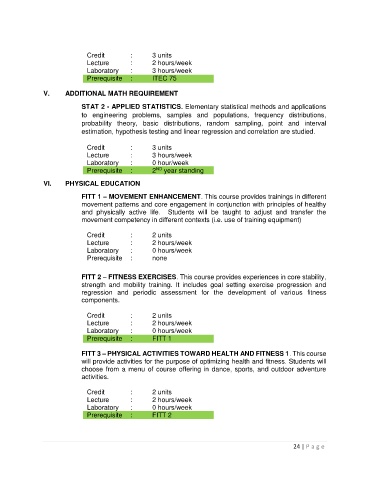 Credit : 3 units
Lecture : 2 hours/week
Laboratory : 3 hours/week
Prerequisite : ITEC 75
V. ADDITIONAL MATH REQUIREMENT
STAT 2 - APPLIED STATISTICS. Elementary statistical methods and applications
to engineering problems, samples and populations, frequency distributions,
probability theory, basic distributions, random sampling, point and interval
estimation, hypothesis testing and linear regression and correlation are studied.
Credit : 3 units
Lecture : 3 hours/week
Laboratory : 0 hour/week
Prerequisite : 2ND year standing
VI. PHYSICAL EDUCATION
FITT 1 – MOVEMENT ENHANCEMENT. This course provides trainings in different
movement patterns and core engagement in conjunction with principles of healthy
and physically active life. Students will be taught to adjust and transfer the
movement competency in different contexts (i.e. use of training equipment)
Credit : 2 units
Lecture : 2 hours/week
Laboratory : 0 hours/week
Prerequisite : none
FITT 2 – FITNESS EXERCISES. This course provides experiences in core stability,
strength and mobility training. It includes goal setting exercise progression and
regression and periodic assessment for the development of various fitness
components.
Credit : 2 units
Lecture : 2 hours/week
Laboratory : 0 hours/week
Prerequisite : FITT 1
FITT 3 – PHYSICAL ACTIVITIES TOWARD HEALTH AND FITNESS 1. This course
will provide activities for the purpose of optimizing health and fitness. Students will
choose from a menu of course offering in dance, sports, and outdoor adventure
activities.
Credit : 2 units
Lecture : 2 hours/week
Laboratory : 0 hours/week
Prerequisite : FITT 2
24 | Page